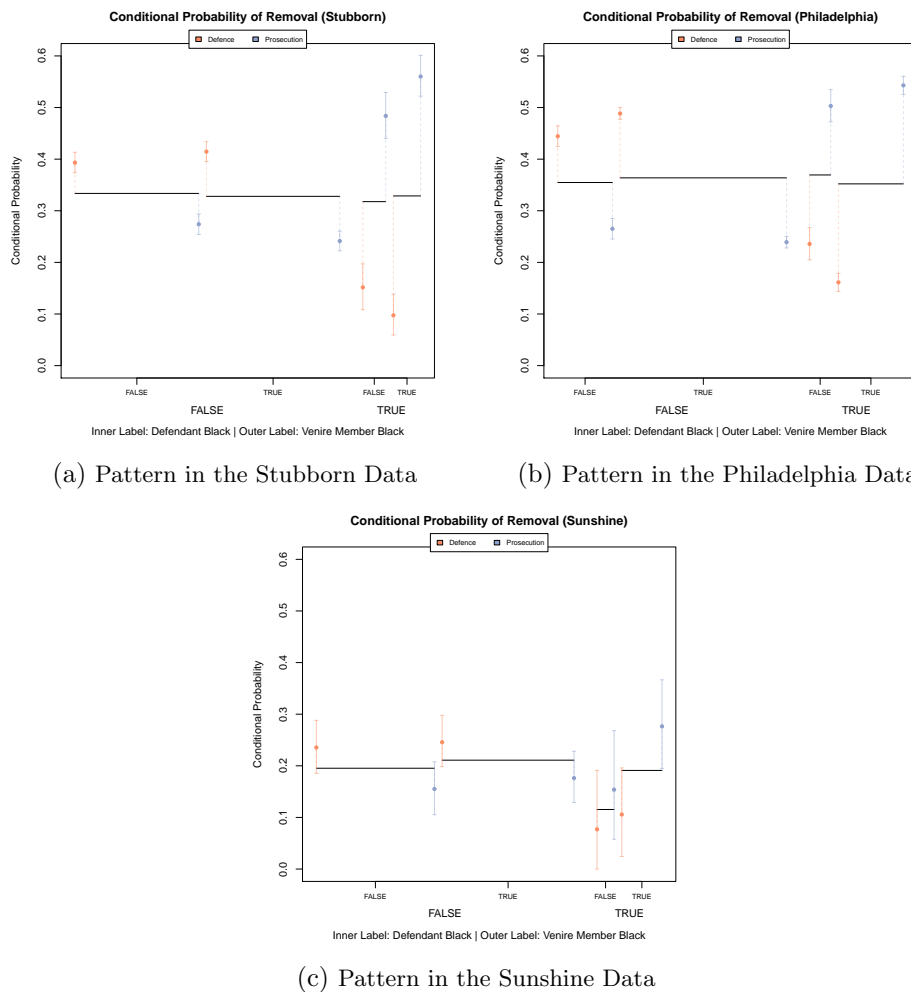 Conditional Probability of Removal (Stubborn)
Defence Prosecution
Conditional Probability
0.6
0.5
0.4
0.3
0.2
0.1
0.0
FALSE TRUE FALSE TRUE
FALSE TRUE
Inner Label: Defendant Black | Outer Label: Venire Member Black
(a) Pattern in the Stubborn Data
Conditional Probability of Removal (Philadelphia)
Defence Prosecution
Conditional Probability
0.6
0.5
0.4
0.3
0.2
0.1
0.0
FALSE TRUE FALSE TRUE
FALSE TRUE
Inner Label: Defendant Black | Outer Label: Venire Member Black
(b) Pattern in the Philadelphia Data
Conditional Probability of Removal (Sunshine)
Defence Prosecution
Conditional Probability
0.6
0.5
0.4
0.3
0.2
0.1
0.0
FALSE TRUE FALSE TRUE
FALSE TRUE
Inner Label: Defendant Black | Outer Label: Venire Member Black
(c) Pattern in the Sunshine Data